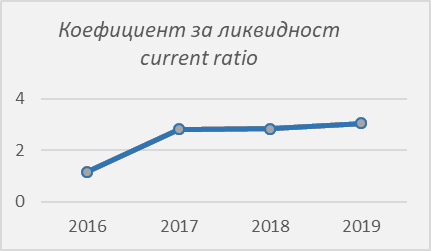 Коефициент за ликвидност
current ratio
4
2
0
2016 2017 2018 2019